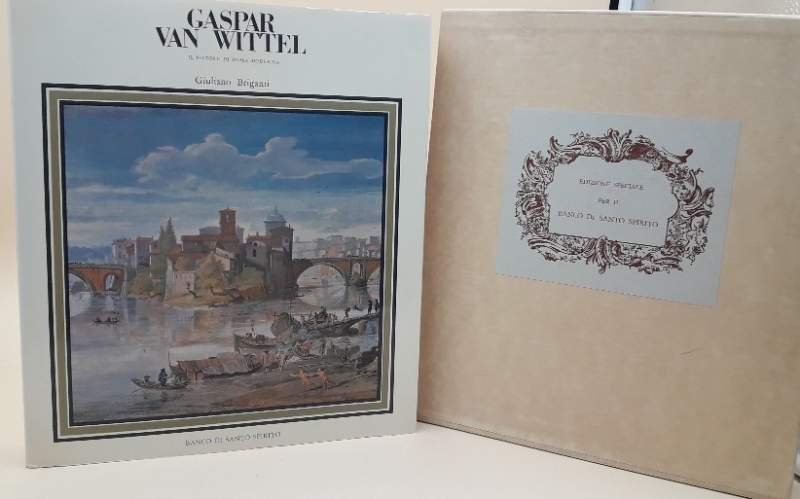 GASPAR
VAN WITTEL
IL PITTORE DI ROMA MODERNA
Giuliano Briganti
BANCO DI SANTO SPIRITO
EDIZIONE SPECIALE
PER IL
BANCO DI SANTO SPIRITO